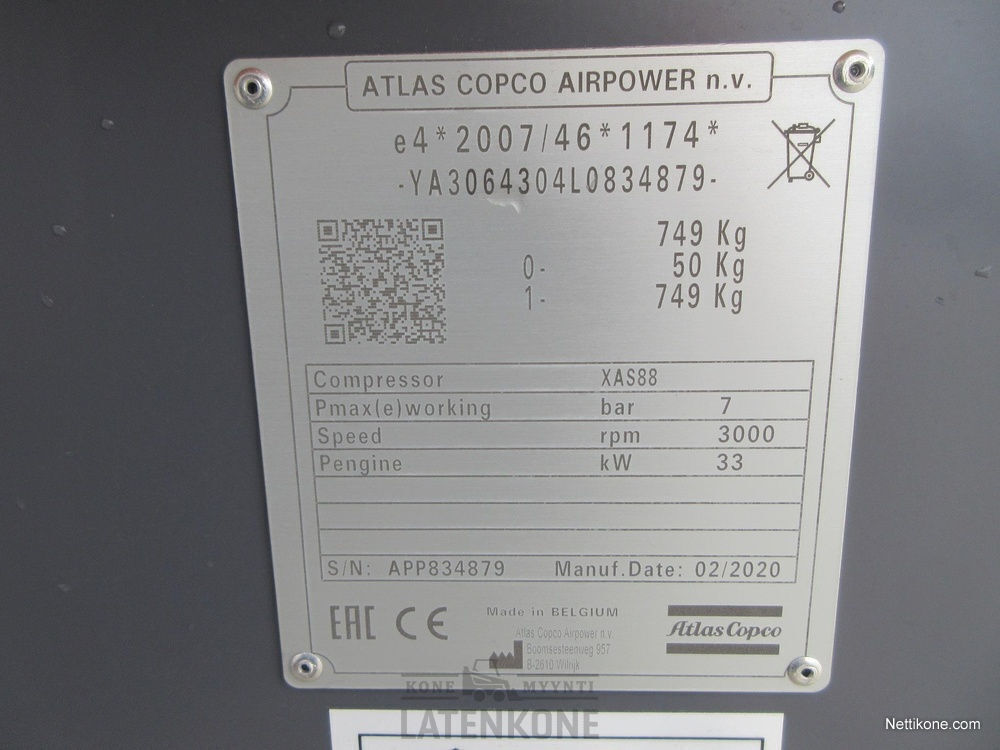 ATLAS COPCO AIRPOWER n.v.
e4*2007/46*1174*
-YA3064304L0834879-
749 Kg
0- 50 Kg
1- 749 Kg
Compressor XAS88
Pmax(e)working bar 7
Speed rpm 3000
Pengine kW 33
S/N: APP834879 Manuf.Date: 02/2020
EAC CE
Made in BELGIUM
Atlas Copco Airpower n.v.
Boomsesteenweg 957
B-2610 Wilrijk
Atlas Copco
KONE MYYNTI
LATENKONE
Nettikone.com